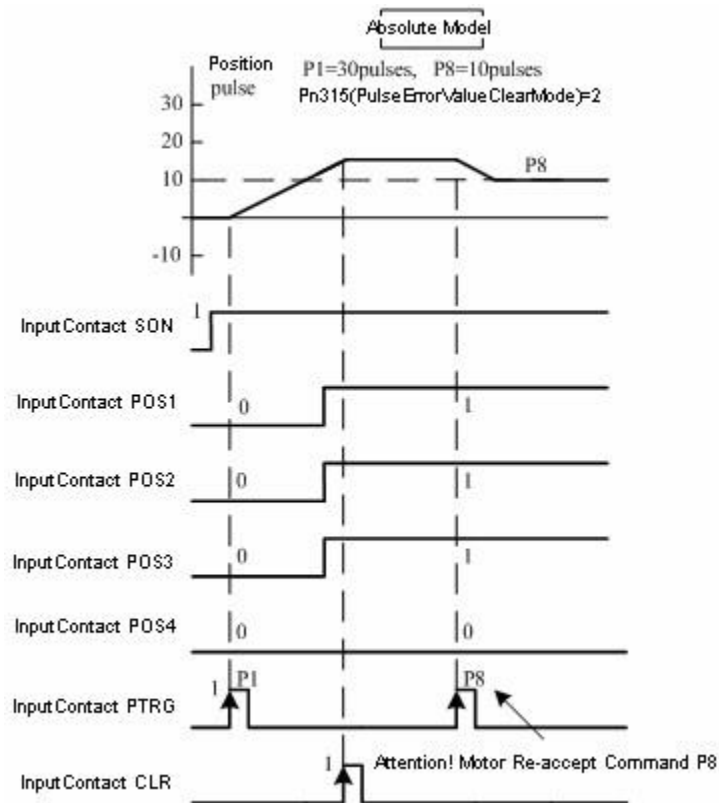 Absolute Model
Position
pulse
P1=30pulses, P8=10pulses
Pn315(PulseErrorValueClearMode)=2
30
20
10
-10
P8
InputContact SON
1
InputContact POS1
0
1
InputContact POS2
0
1
InputContact POS3
0
1
InputContact POS4
0
0
InputContact PTRG
1
P1
P8
Attention! Motor Re-accept Command P8
InputContact CLR
1